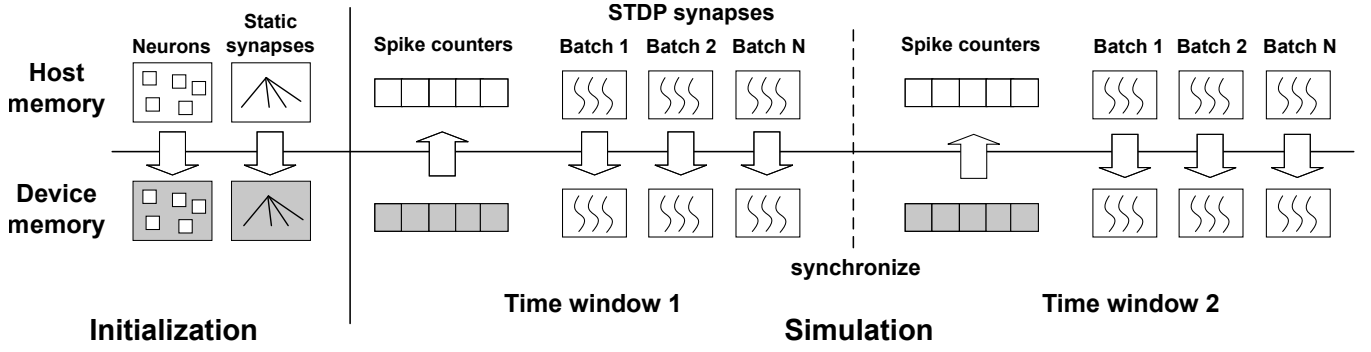 STDP synapses
Static
synapses
Neurons
Spike counters
Batch 1
Batch 2
Batch N
Spike counters
Batch 1
Batch 2
Batch N
Host
memory
Device
memory
synchronize
Time window 1
Time window 2
Initialization
Simulation